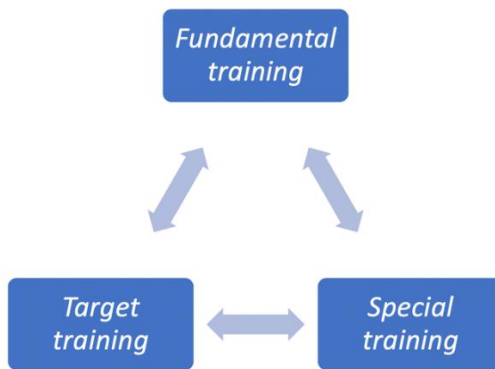 Fundamental
training
Target
training
Special
training